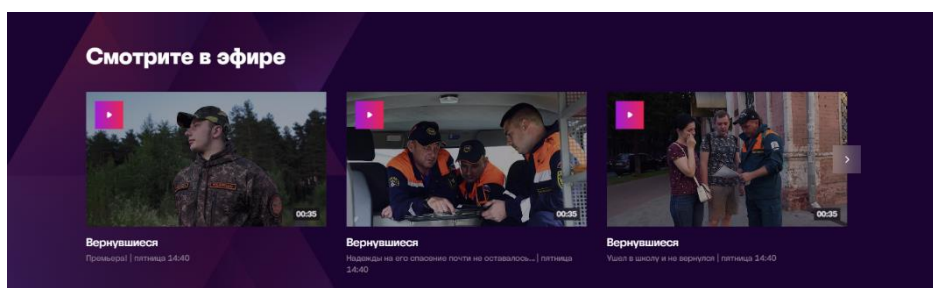 Смотрите в эфире
00:35
00:35
00:35
Вернувшиеся
Премьера! | пятница 14:40
Вернувшиеся
Надежды на его спасение почти не оставалось... | пятница
14:40
Вернувшиеся
Ушел в школу и не вернулся | пятница 14:40